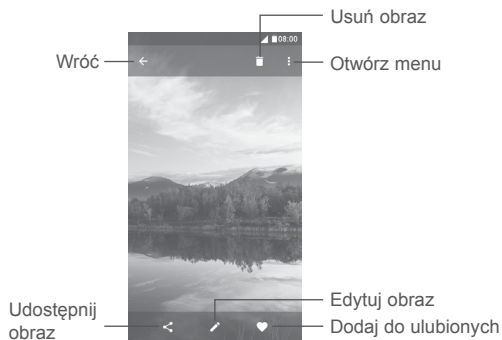 Usuń obraz
08:00
Wróć
Otwórz menu
Edytuj obraz
Udostępnij
obraz
Dodaj do ulubionych